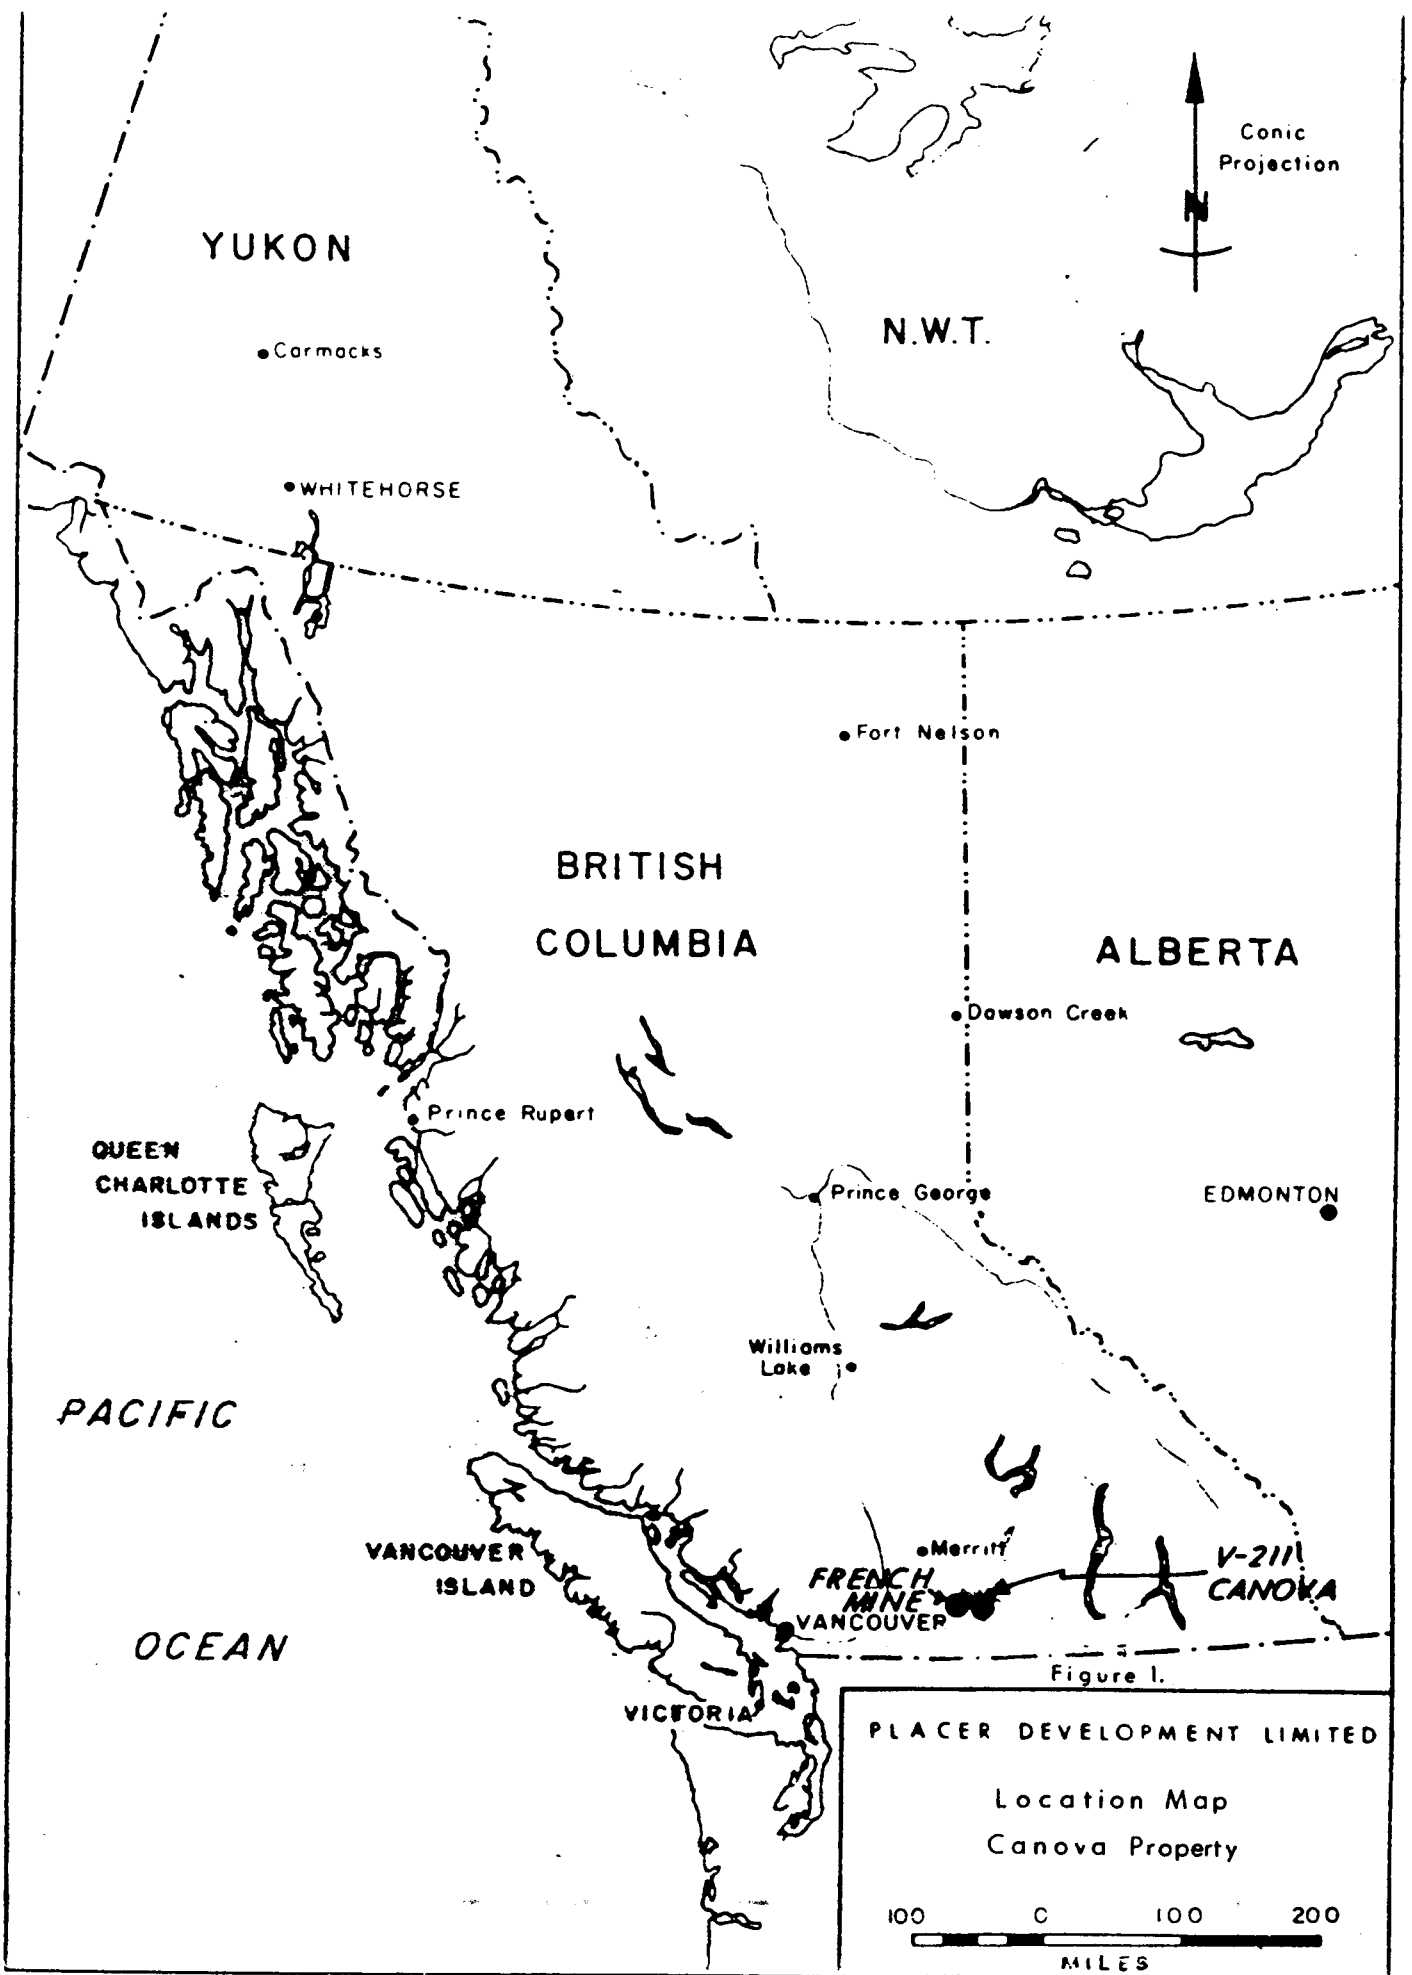 Conic
Projection
N
YUKON
N.W.T.
Carmacks
WHITEHORSE
Fort Nelson
BRITISH
COLUMBIA
ALBERTA
Dawson Creek
Prince Rupert
QUEEN
CHARLOTTE
ISLANDS
Prince George
EDMONTON
Williams
Lake
PACIFIC
VANCOUVER
ISLAND
Merritt
FRENCH
MINE
V-211
CANOVA
VANCOUVER
OCEAN
VICTORIA
Figure 1.
PLACER DEVELOPMENT LIMITED
Location Map
Canova Property
100 0 100 200
MILES